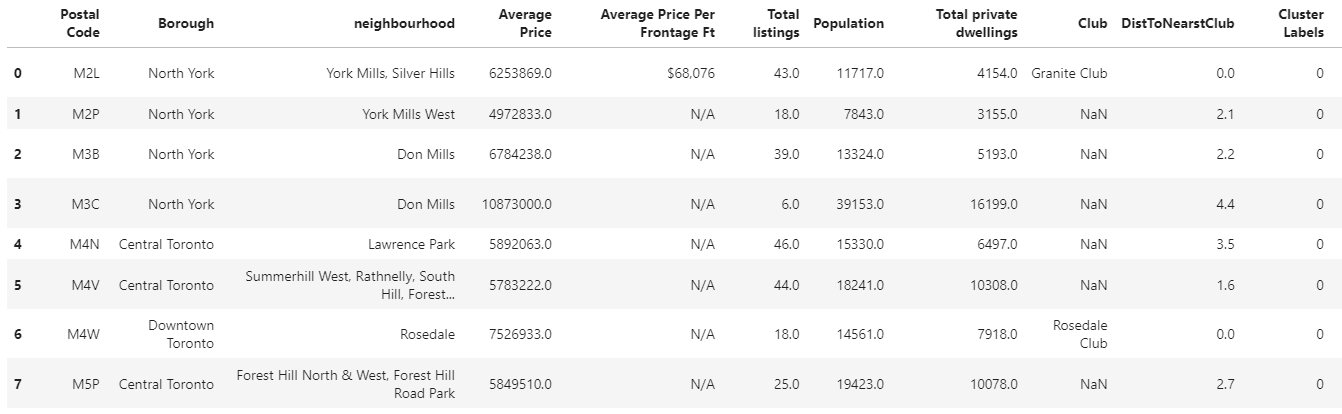 Postal Code Borough neighbourhood Average Price Average Price Per Frontage Ft Total listings Population Total private dwellings Club DistToNearstClub Cluster Labels
0 M2L North York York Mills, Silver Hills 6253869.0 $68,076 43.0 11717.0 4154.0 Granite Club 0.0 0
1 M2P North York York Mills West 4972833.0 N/A 18.0 7843.0 3155.0 NaN 2.1 0
2 M3B North York Don Mills 6784238.0 N/A 39.0 13324.0 5193.0 NaN 2.2 0
3 M3C North York Don Mills 10873000.0 N/A 6.0 39153.0 16199.0 NaN 4.4 0
4 M4N Central Toronto Lawrence Park 5892063.0 N/A 46.0 15330.0 6497.0 NaN 3.5 0
5 M4V Central Toronto Summerhill West, Rathnelly, South Hill, Forest... 5783222.0 N/A 44.0 18241.0 10308.0 NaN 1.6 0
6 M4W Downtown Toronto Rosedale 7526933.0 N/A 18.0 14561.0 7918.0 Rosedale Club 0.0 0
7 M5P Central Toronto Forest Hill North & West, Forest Hill Road Park 5849510.0 N/A 25.0 19423.0 10078.0 NaN 2.7 0